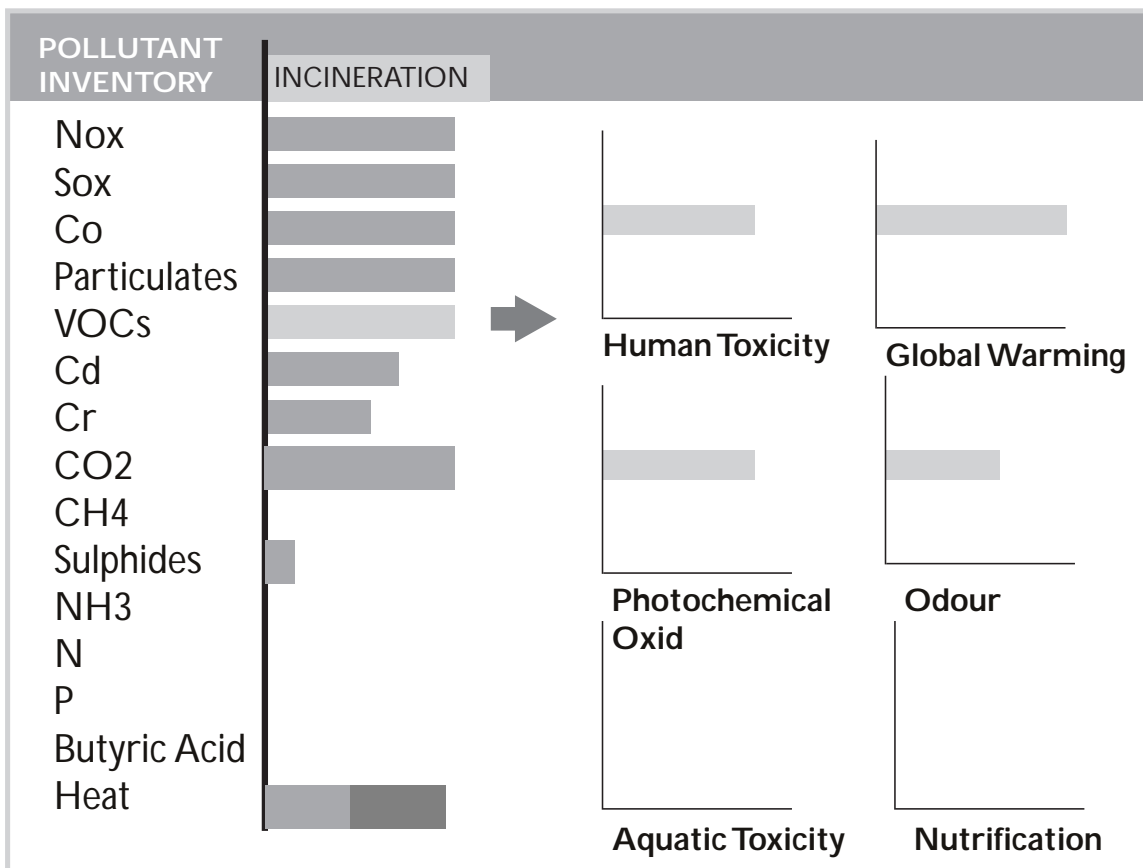 POLLUTANT
INVENTORY
INCINERATION
Nox
Sox
Co
Particulates
VOCs
Cd
Cr
CO2
CH4
Sulphides
NH3
N
P
Butyric Acid
Heat
Human Toxicity
Global Warming
Photochemical
Oxid
Odour
Aquatic Toxicity
Nutrification